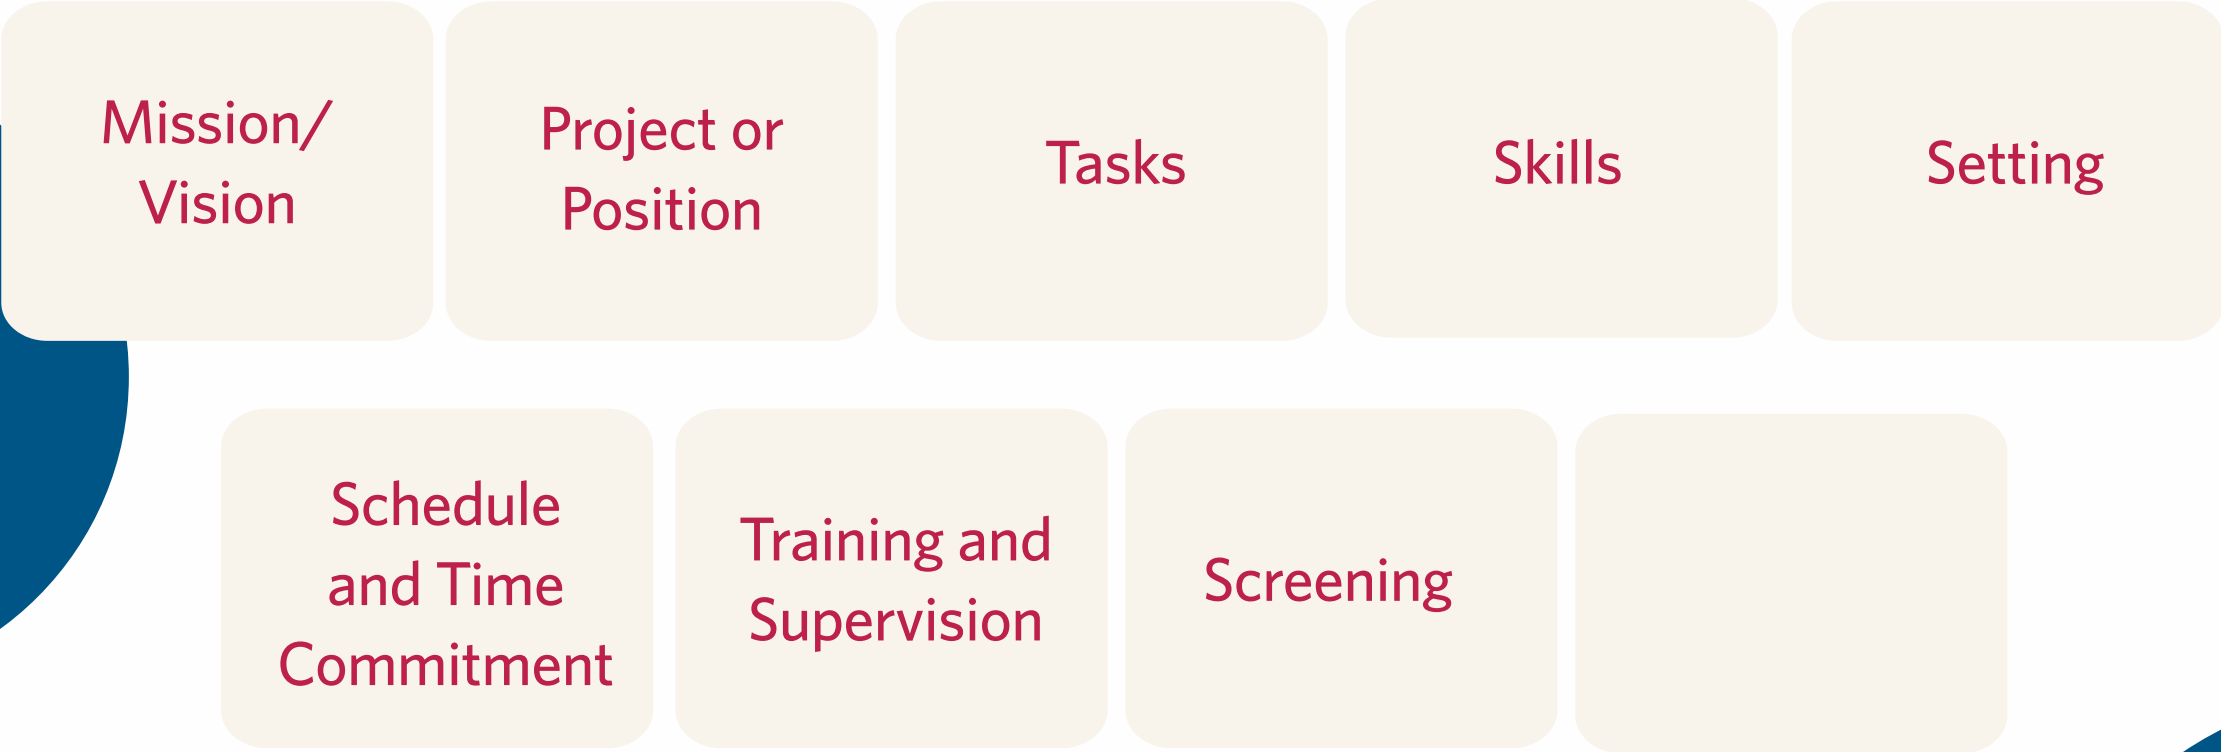 Mission/
Vision
Project or
Position
Tasks
Skills
Setting
Schedule
and Time
Commitment
Training and
Supervision
Screening